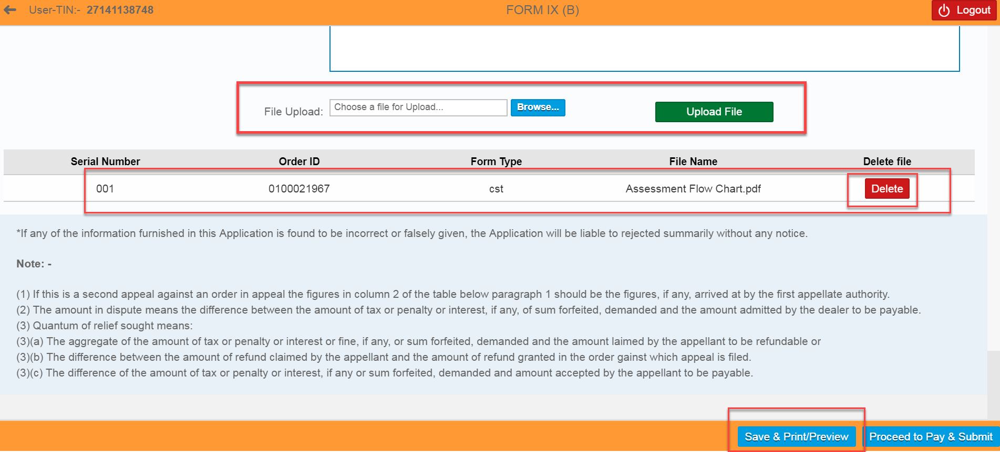 User-TIN:- 27141138748
FORM IX (B)
Logout
File Upload:
Choose a file for Upload...
Browse...
Upload File
Serial Number Order ID Form Type File Name Delete file
001 0100021967 cst Assessment Flow Chart.pdf Delete
*If any of the information furnished in this Application is found to be incorrect or falsely given, the Application will be liable to rejected summarily without any notice.
Note: -
(1) If this is a second appeal against an order in appeal the figures in column 2 of the table below paragraph 1 should be the figures, if any, arrived at by the first appellate authority.
(2) The amount in dispute means the difference between the amount of tax or penalty or interest, if any, of sum forfeited, demanded and the amount admitted by the dealer to be payable.
(3) Quantum of relief sought means:
(3)(a) The aggregate of the amount of tax or penalty or interest or fine, if any, or sum forfeited, demanded and the amount laimed by the appellant to be refundable or
(3)(b) The difference between the amount of refund claimed by the appellant and the amount of refund granted in the order gainst which appeal is filed.
(3)(c) The difference of the amount of tax or penalty or interest, if any or sum forfeited, demanded and amount accepted by the appellant to be payable.
Save & Print/Preview
Proceed to Pay & Submit